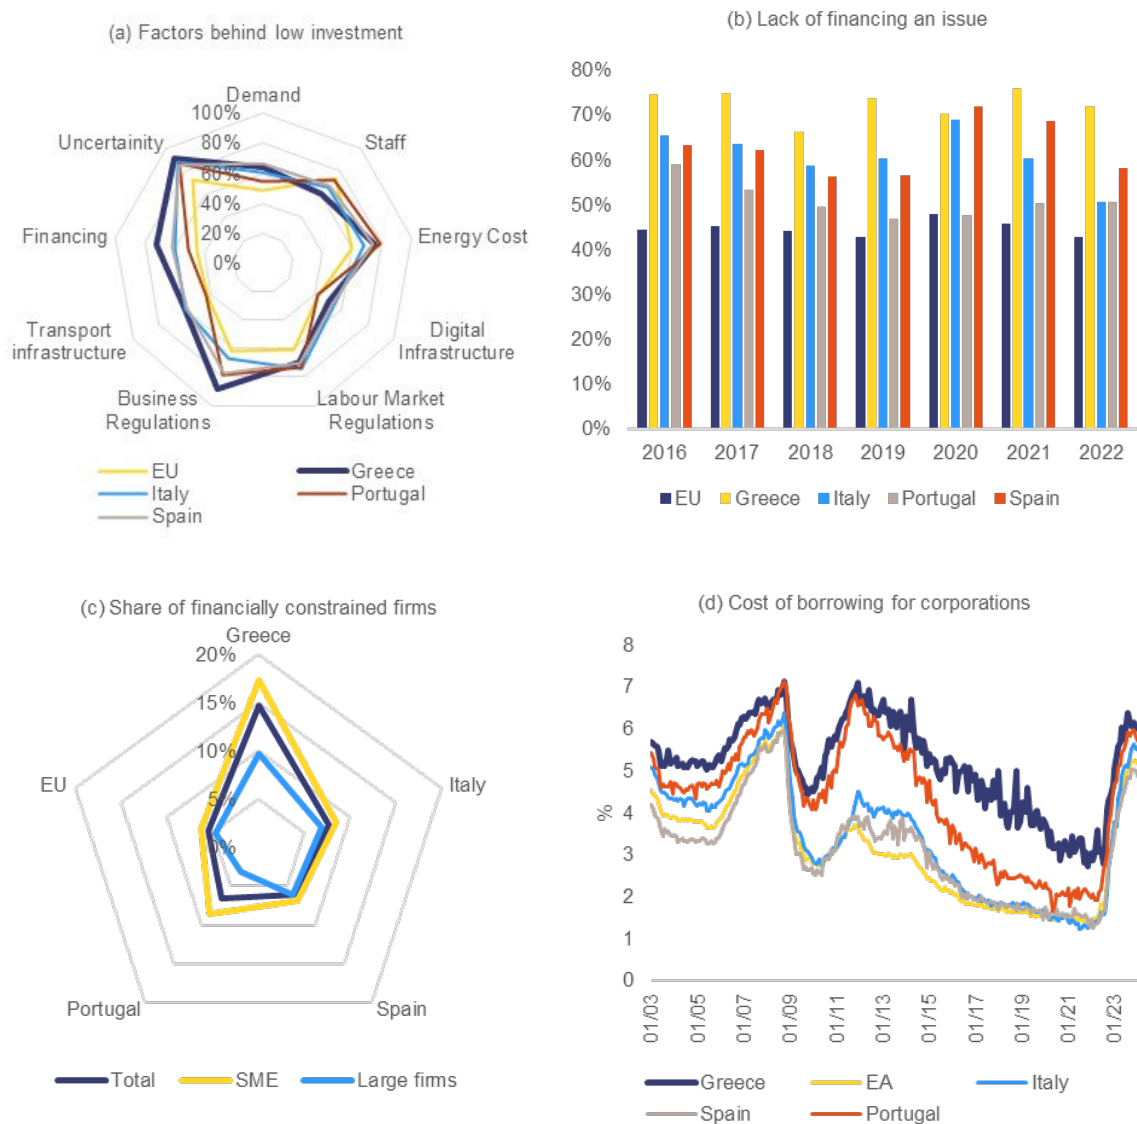 (a) Factors behind low investment
Demand
100%
80%
60%
40%
20%
0%
Staff
Energy Cost
Digital
Infrastructure
Labour Market
Regulations
Business
Regulations
Transport
infrastructure
Financing
Uncertainity
EU
Greece
Italy
Portugal
Spain
(b) Lack of financing an issue
80%
70%
60%
50%
40%
30%
20%
10%
0%
2016 2017 2018 2019 2020 2021 2022
EU Greece Italy Portugal Spain
(c) Share of financially constrained firms
Greece
20%
15%
10%
5%
0%
Italy
Spain
Portugal
EU
Total SME Large firms
(d) Cost of borrowing for corporations
%
8
7
6
5
4
3
2
1
0
01/03 01/05 01/07 01/09 01/11 01/13 01/15 01/17 01/19 01/21 01/23
Greece EA Italy
Spain Portugal